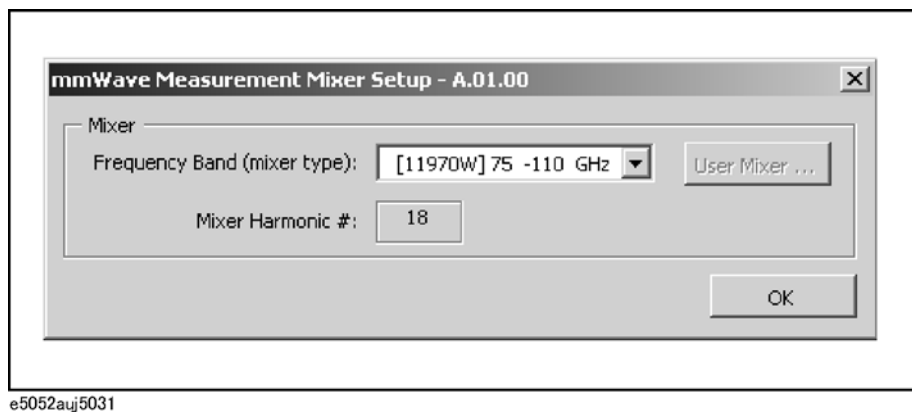 mmWave Measurement Mixer Setup - A.01.00
Mixer
Frequency Band (mixer type): [11970W] 75 -110 GHz User Mixer ...
Mixer Harmonic #: 18
OK
e5052auj5031